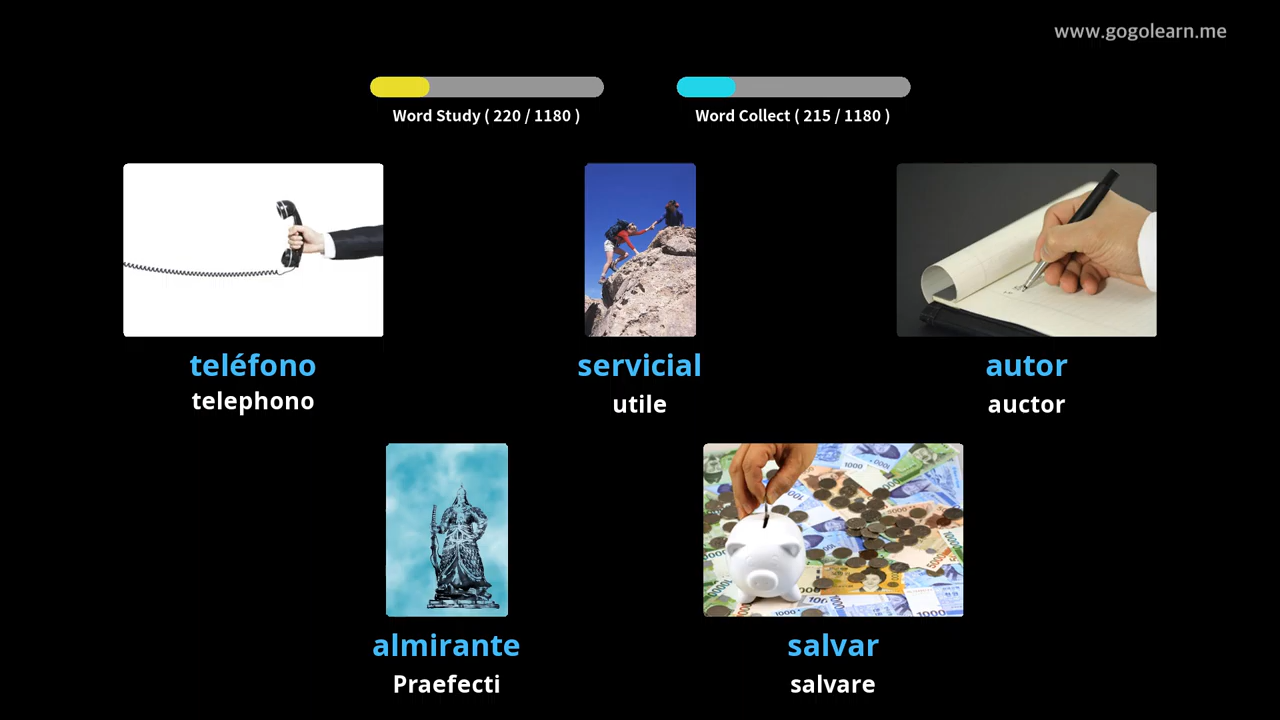 www.gogolearn.me
Word Study ( 220 / 1180 )
Word Collect ( 215 / 1180 )
teléfono
telephono
servicial
utile
autor
auctor
almirante
Praefecti
salvar
salvare